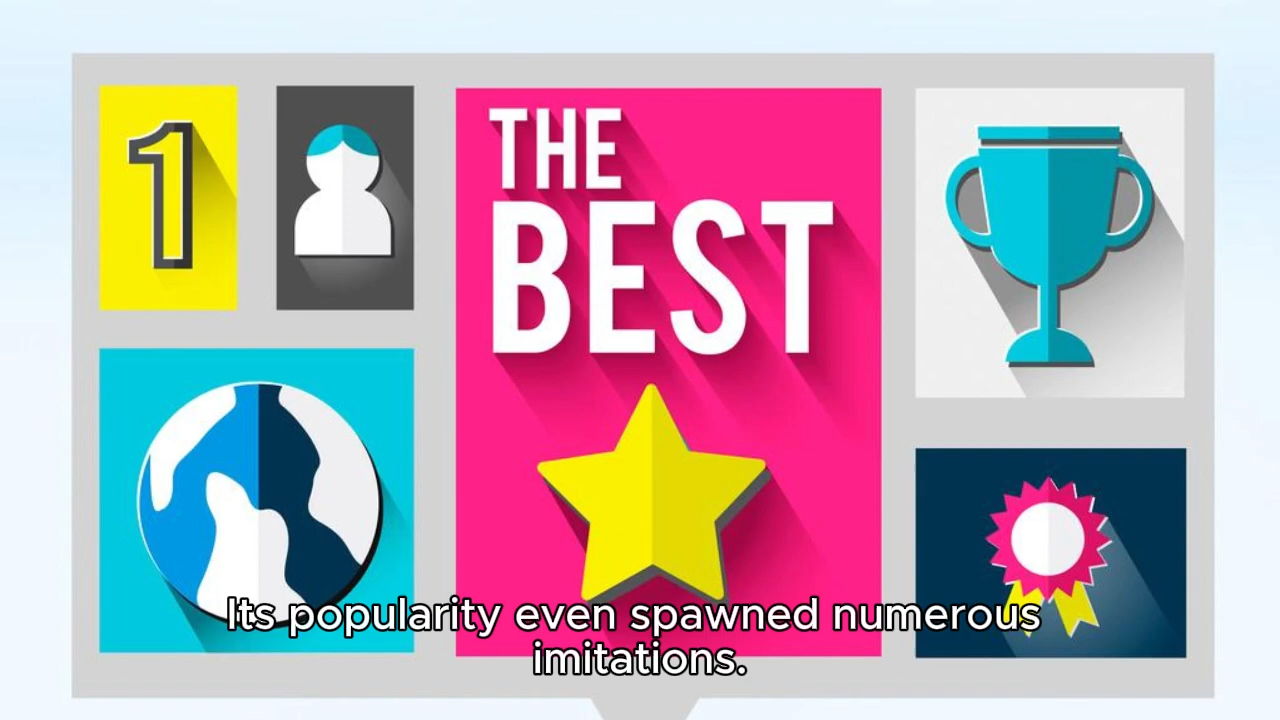 1
THE
BEST
Its popularity even spawned numerous
imitations.